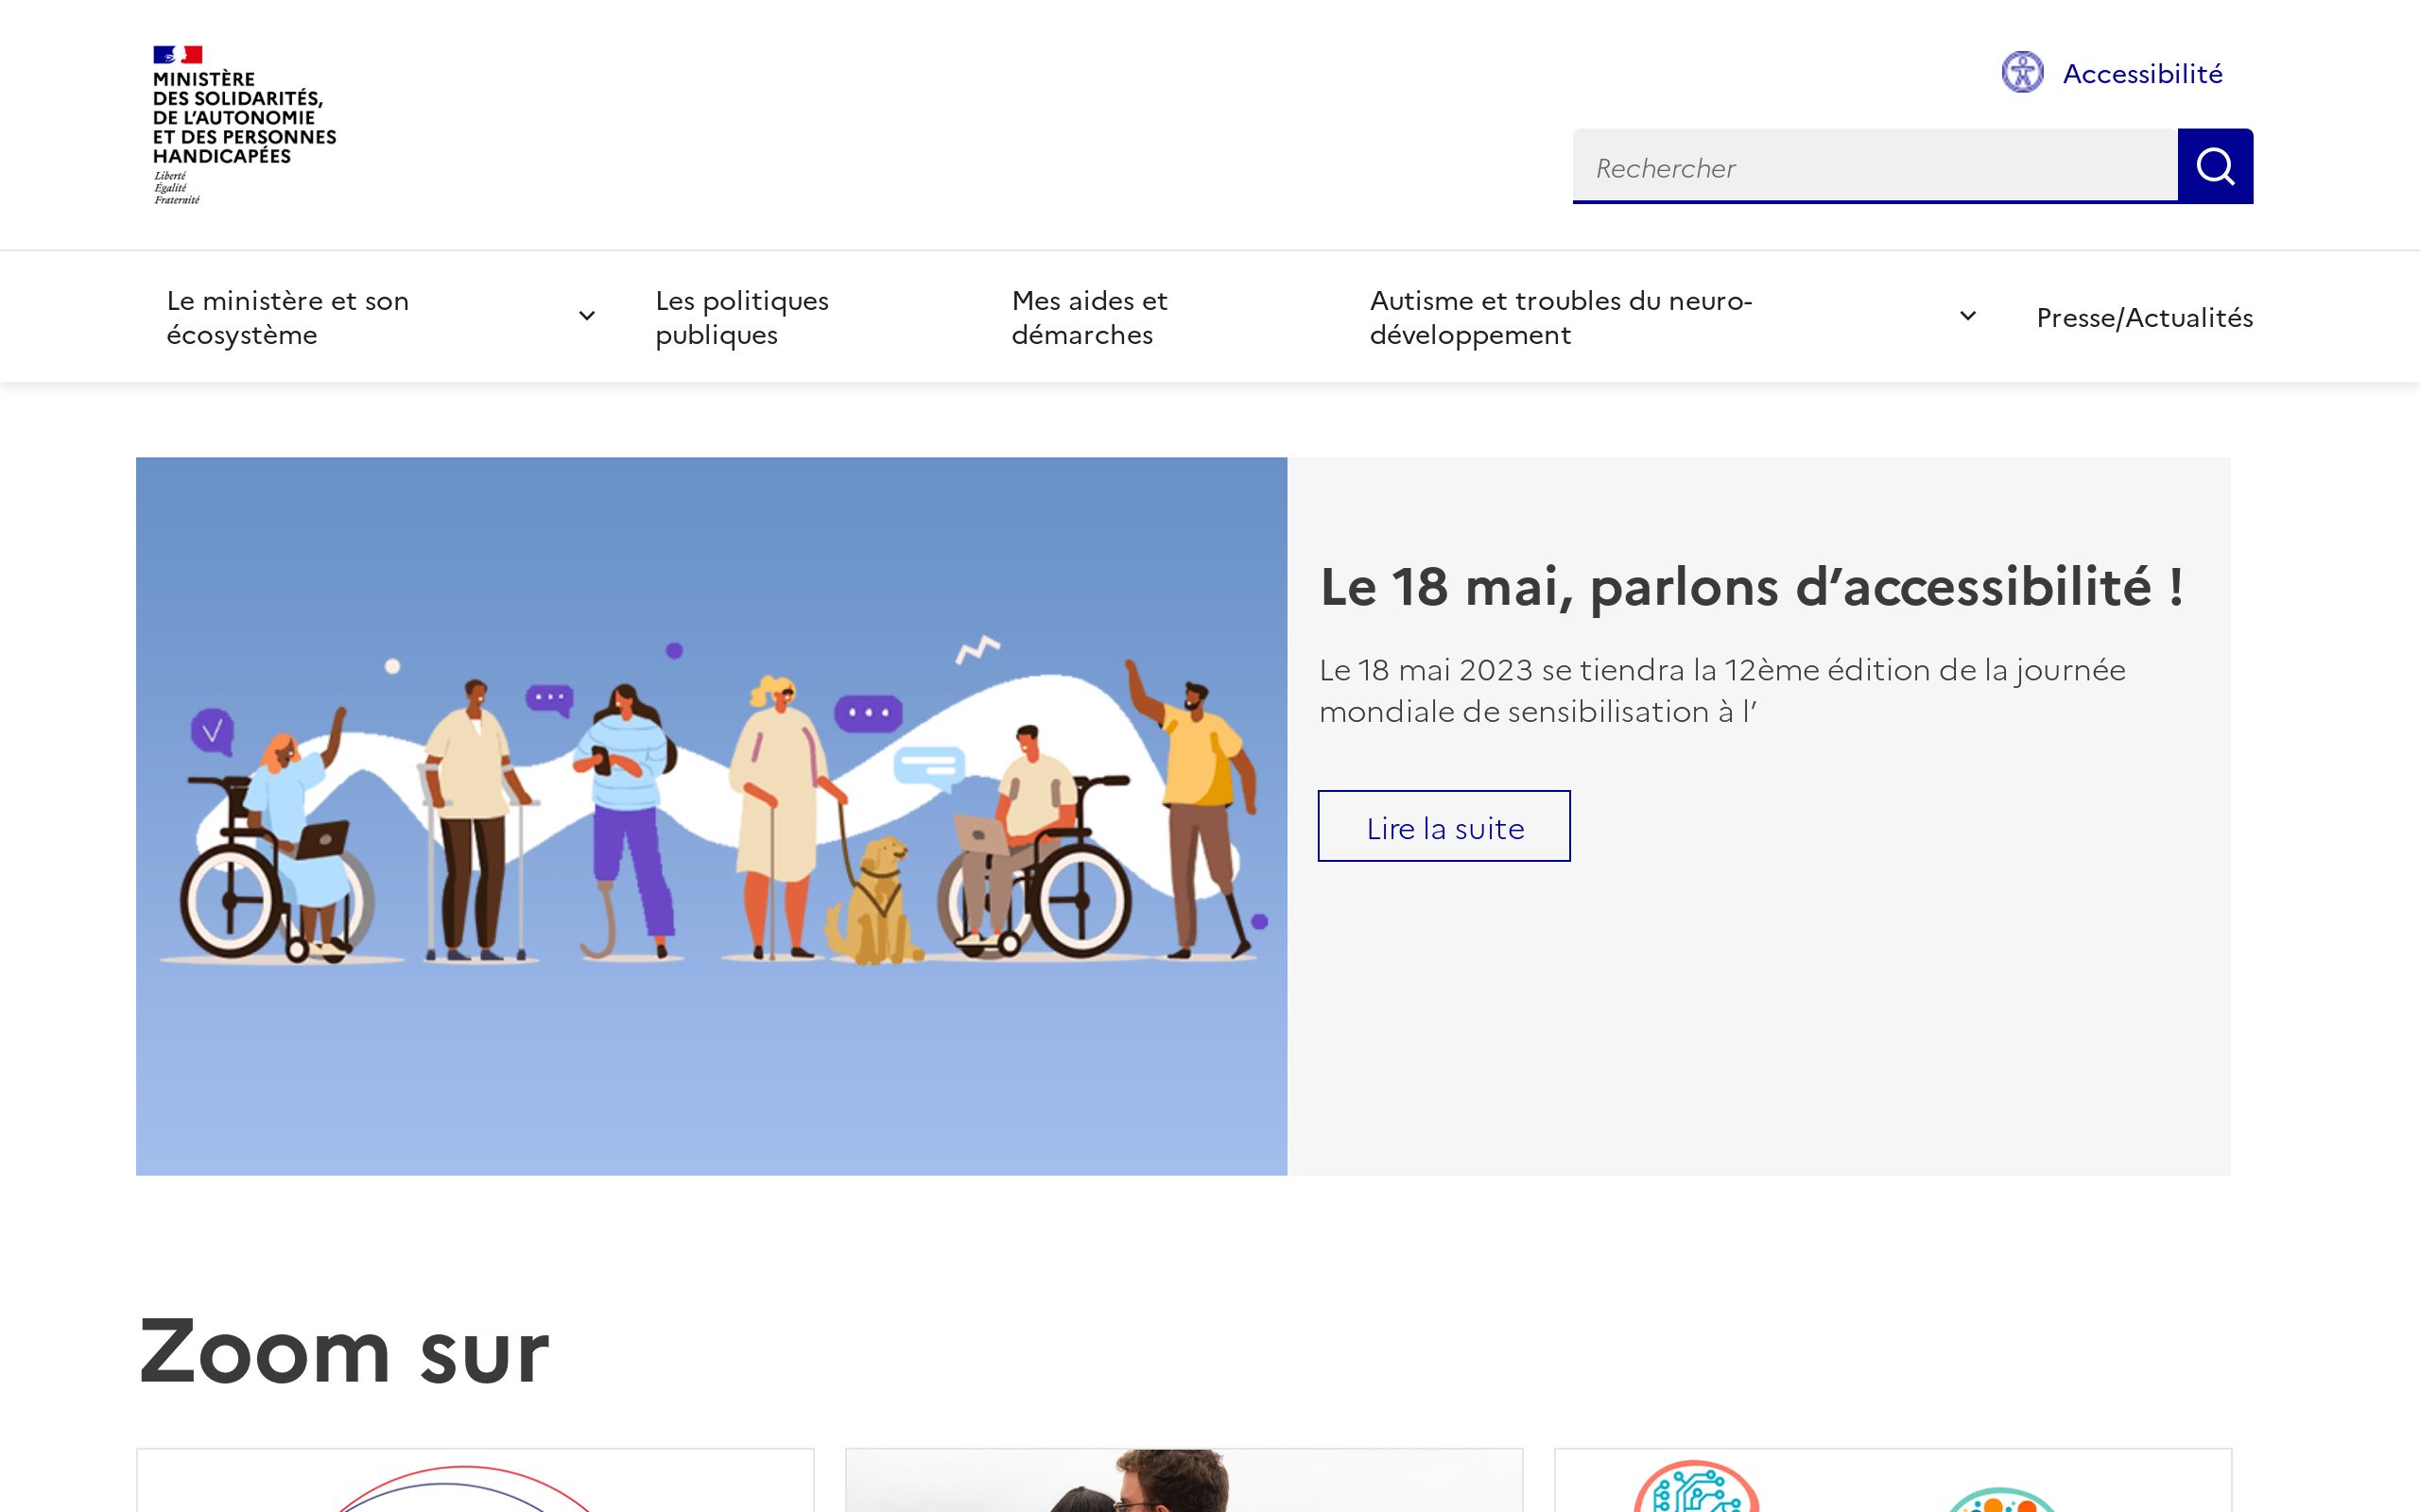 MINISTÈRE
DES SOLIDARITÉS,
DE L'AUTONOMIE
ET DES PERSONNES
HANDICAPÉES
Liberté
Égalité
Fraternité
Accessibilité
Rechercher
Le ministère et son
écosystème
Les politiques
publiques
Mes aides et
démarches
Autisme et troubles du neuro-
développement
Presse/Actualités
Le 18 mai, parlons d’accessibilité !
Le 18 mai 2023 se tiendra la 12ème édition de la journée
mondiale de sensibilisation à l’
Lire la suite
Zoom sur